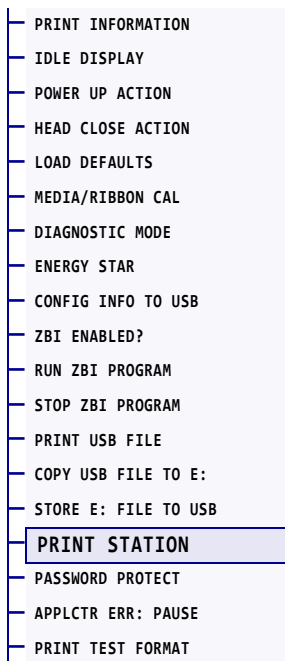 PRINT INFORMATION
IDLE DISPLAY
POWER UP ACTION
HEAD CLOSE ACTION
LOAD DEFAULTS
MEDIA/RIBBON CAL
DIAGNOSTIC MODE
ENERGY STAR
CONFIG INFO TO USB
ZBI ENABLED?
RUN ZBI PROGRAM
STOP ZBI PROGRAM
PRINT USB FILE
COPY USB FILE TO E:
STORE E: FILE TO USB
PRINT STATION
PASSWORD PROTECT
APPLCTR ERR: PAUSE
PRINT TEST FORMAT